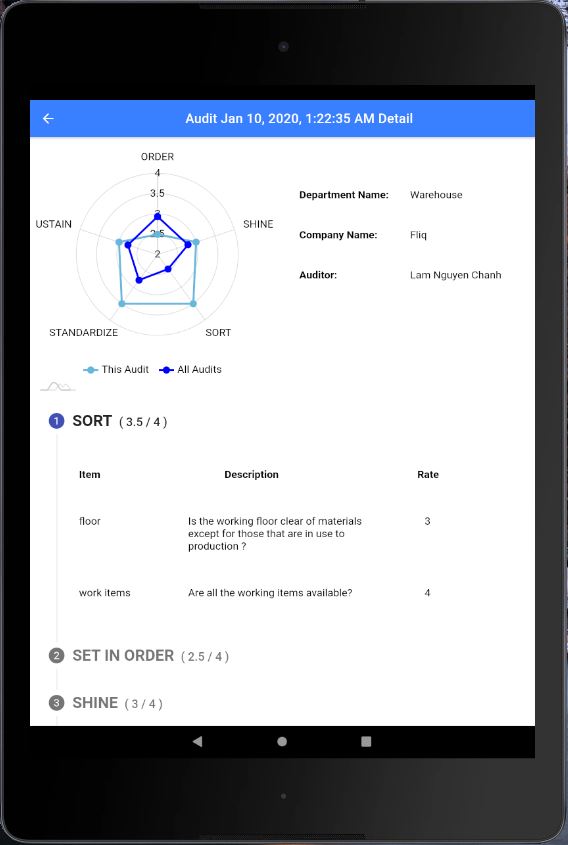 Audit Jan 10, 2020, 1:22:35 AM Detail
ORDER
4
3.5
3
2.5
2
USTAIN
SHINE
STANDARDIZE
SORT
This Audit
All Audits
Department Name: Warehouse
Company Name: Fliq
Auditor: Lam Nguyen Chanh
1 SORT ( 3.5 / 4 )
Item Description Rate
floor Is the working floor clear of materials 3
except for those that are in use to
production ?
work items Are all the working items available? 4
2 SET IN ORDER ( 2.5 / 4 )
3 SHINE ( 3 / 4 )